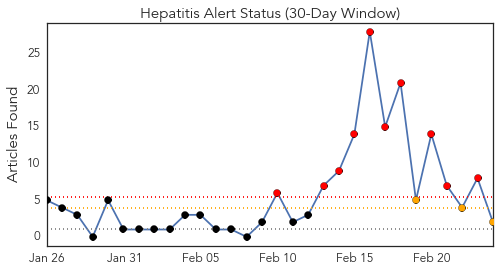 Hepatitis Alert Status (30-Day Window)
Articles Found
25
20
15
10
5
0
Jan 26
Jan 31
Feb 05
Feb 10
Feb 15
Feb 20